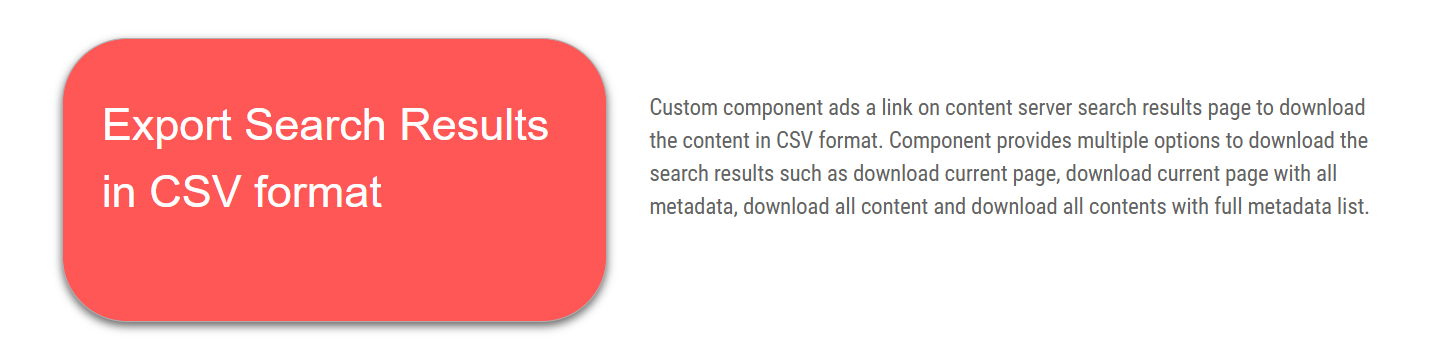 Export Search Results
in CSV format
Custom component ads a link on content server search results page to download
the content in CSV format. Component provides multiple options to download the
search results such as download current page, download current page with all
metadata, download all content and download all contents with full metadata list.